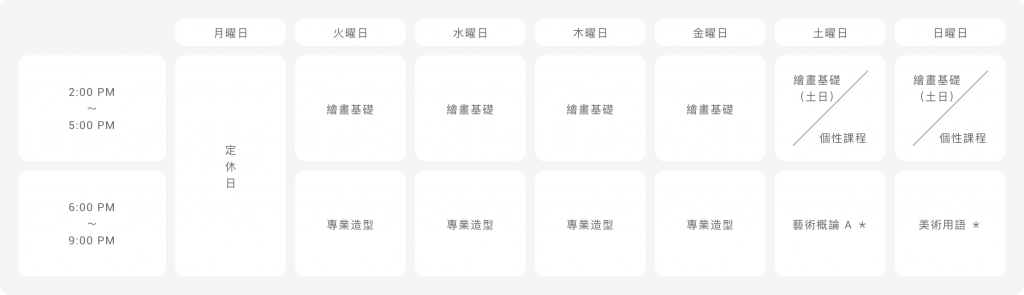 月曜日 火曜日 水曜日 木曜日 金曜日 土曜日 日曜日
2:00 PM
～
5:00 PM
定
休
日
繪畫基礎
繪畫基礎
繪畫基礎
繪畫基礎
繪畫基礎
（土日）
個性課程
繪畫基礎
（土日）
個性課程
6:00 PM
～
9:00 PM
專業造型
專業造型
專業造型
專業造型
藝術概論 A ＊
美術用語 ＊